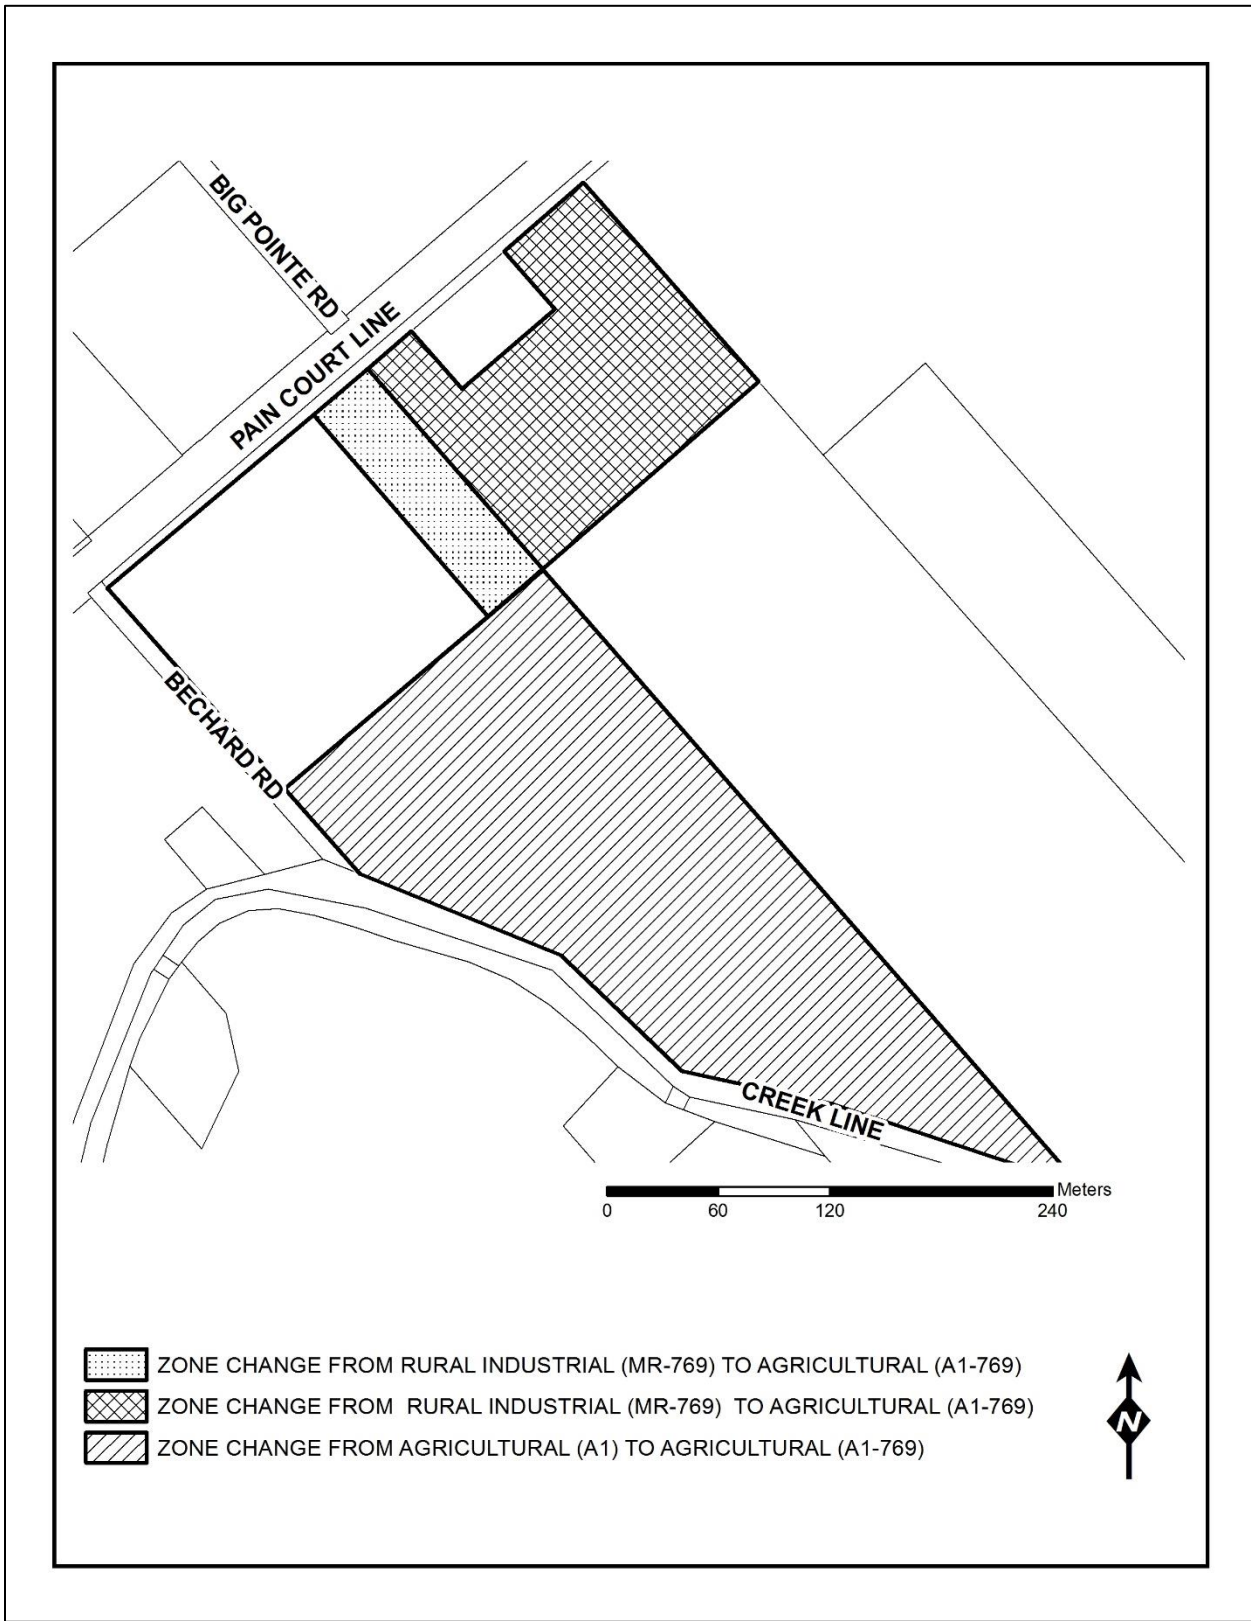 BIG POINTE RD
PAIN COURT LINE
BECHARD RD
CREEK LINE
Meters
0 60 120 240
ZONE CHANGE FROM RURAL INDUSTRIAL (MR-769) TO AGRICULTURAL (A1-769)
ZONE CHANGE FROM RURAL INDUSTRIAL (MR-769) TO AGRICULTURAL (A1-769)
ZONE CHANGE FROM AGRICULTURAL (A1) TO AGRICULTURAL (A1-769)
N